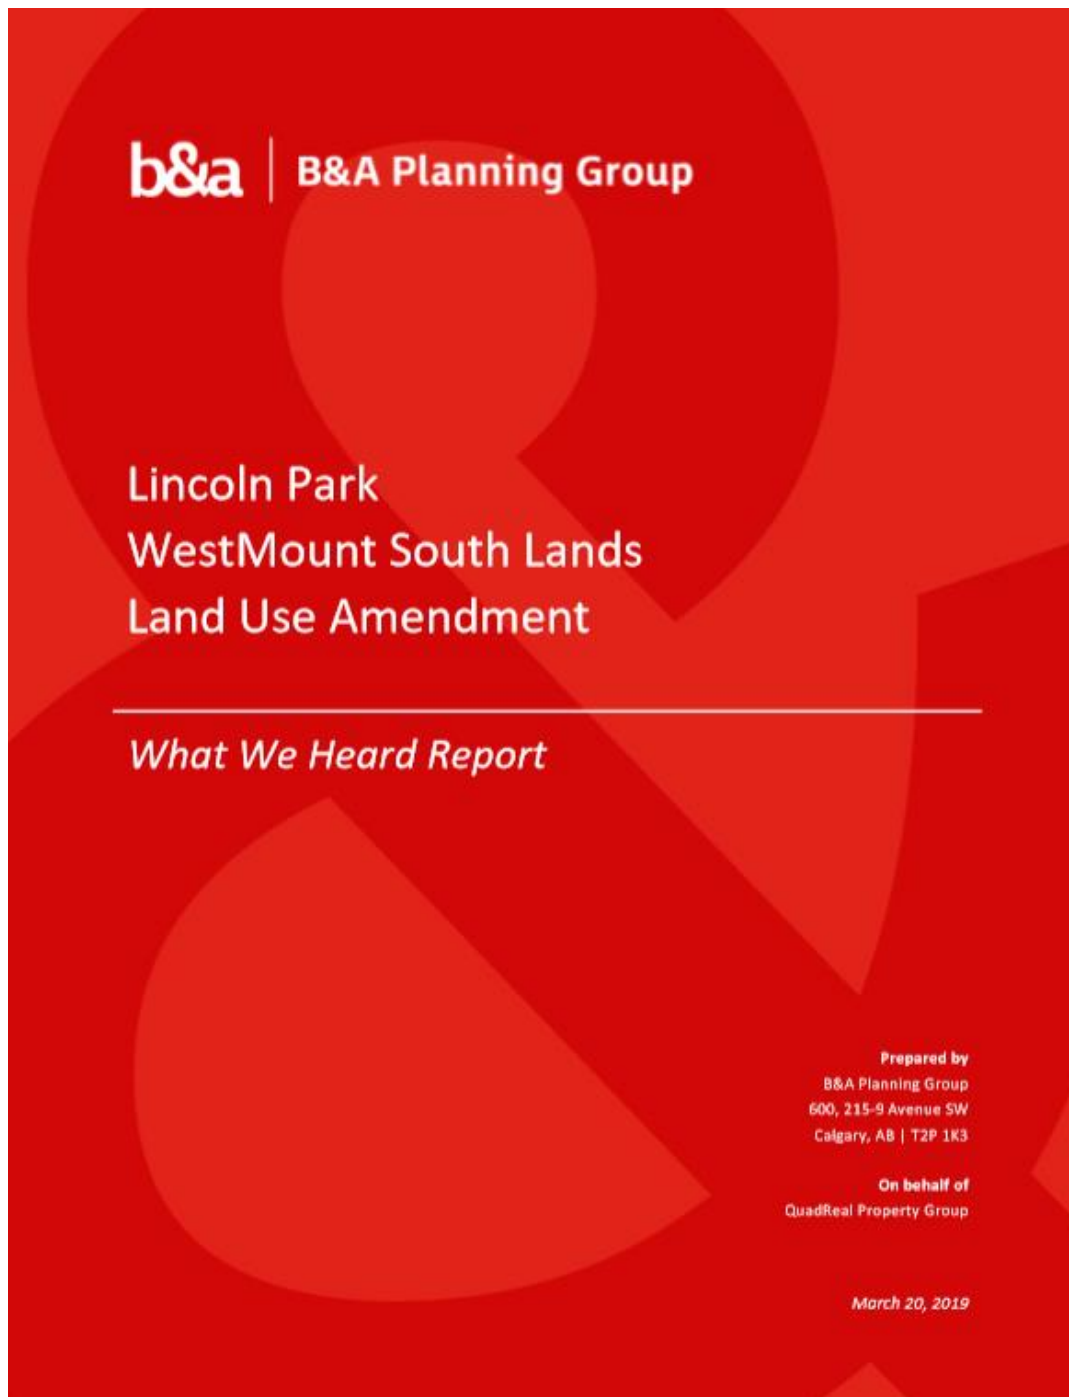 b&a | B&A Planning Group
Lincoln Park
WestMount South Lands
Land Use Amendment
What We Heard Report
Prepared by
B&A Planning Group
600, 215-9 Avenue SW
Calgary, AB | T2P 1K3
On behalf of
QuadReal Property Group
March 20, 2019